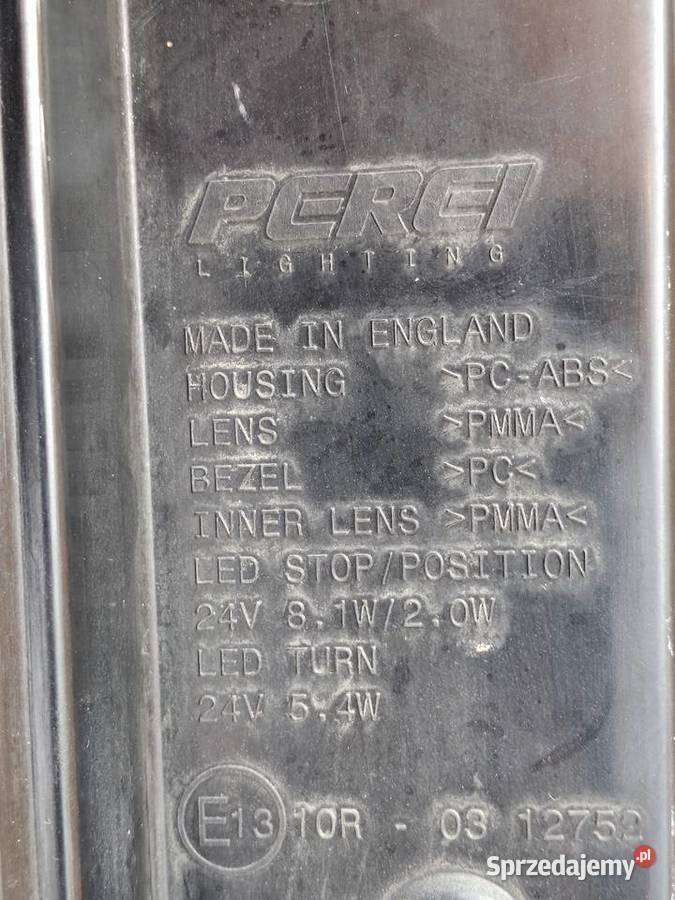 PEREI
LIGHTING
MADE IN ENGLAND
HOUSING >PC-ABS<
LENS >PMMA<
BEZEL >PC<
INNER LENS >PMMA<
LED STOP/POSITION
24V 8.1W/2.0W
LED TURN
24V 5.4W
E13 10R - 03 12752
Sprzedajemy.pl